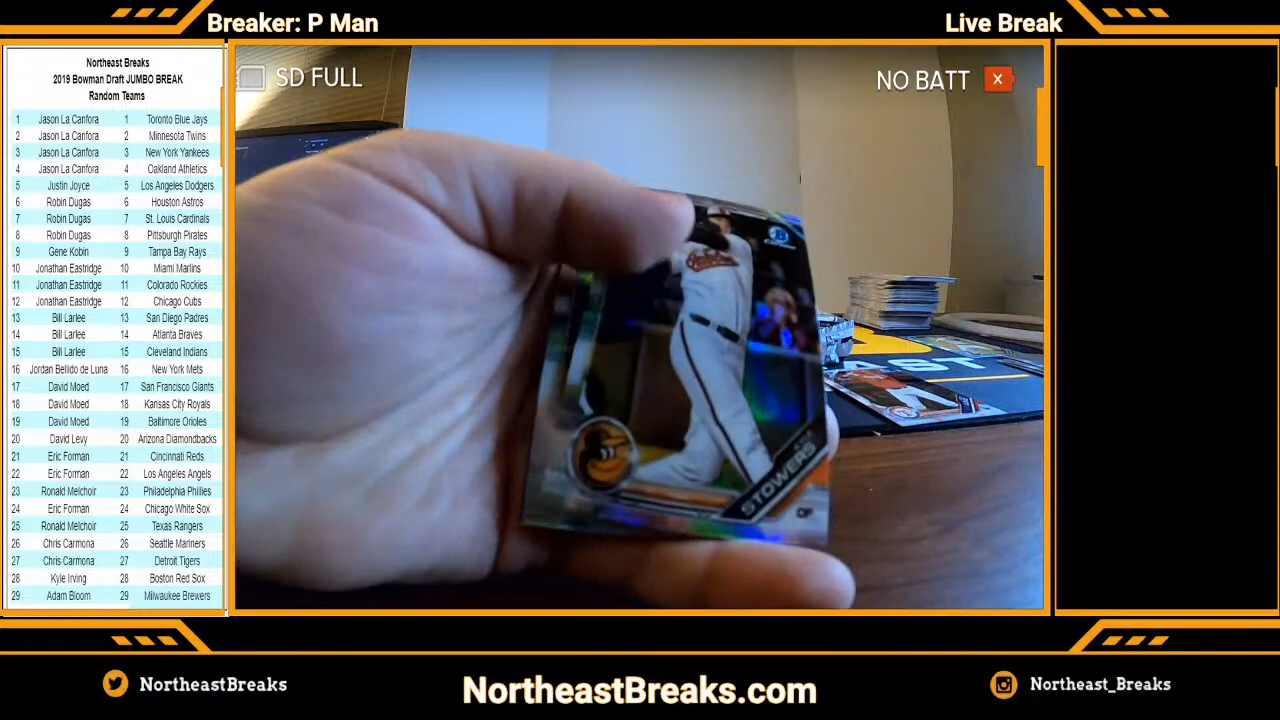 Breaker: P Man
Live Break
Northeast Breaks
2019 Bowman Draft JUMBO BREAK
Random Teams
1 Jason La Canfora 1 Toronto Blue Jays
2 Jason La Canfora 2 Minnesota Twins
3 Jason La Canfora 3 New York Yankees
4 Jason La Canfora 4 Oakland Athletics
5 Justin Joyce 5 Los Angeles Dodgers
6 Robin Dugas 6 Houston Astros
7 Robin Dugas 7 St. Louis Cardinals
8 Robin Dugas 8 Pittsburgh Pirates
9 Gene Kobin 9 Tampa Bay Rays
10 Jonathan Eastridge 10 Miami Marlins
11 Jonathan Eastridge 11 Colorado Rockies
12 Jonathan Eastridge 12 Chicago Cubs
13 Bill Larlee 13 San Diego Padres
14 Bill Larlee 14 Atlanta Braves
15 Bill Larlee 15 Cleveland Indians
16 Jordan Bellido de Luna 16 New York Mets
17 David Moed 17 San Francisco Giants
18 David Moed 18 Kansas City Royals
19 David Moed 19 Baltimore Orioles
20 David Levy 20 Arizona Diamondbacks
21 Eric Forman 21 Cincinnati Reds
22 Eric Forman 22 Los Angeles Angels
23 Ronald Melchoir 23 Philadelphia Phillies
24 Eric Forman 24 Chicago White Sox
25 Ronald Melchoir 25 Texas Rangers
26 Chris Carmona 26 Seattle Mariners
27 Chris Carmona 27 Detroit Tigers
28 Kyle Irving 28 Boston Red Sox
29 Adam Bloom 29 Milwaukee Brewers
SD FULL
NO BATT
STOWERS
OF
AST
NortheastBreaks
NortheastBreaks.com
Northeast_Breaks